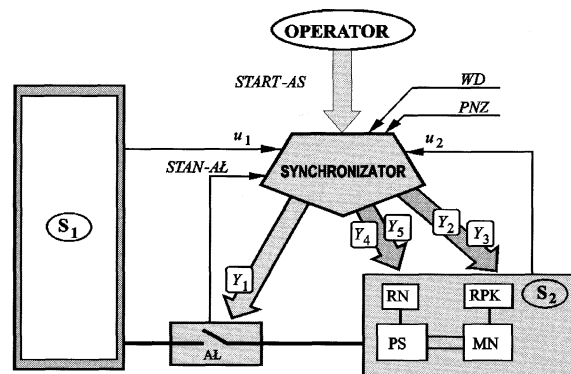 OPERATOR
START-AS
WD
PNZ
u1
u2
STAN-AŁ
SYNCHRONIZATOR
S1
Y1
Y4
Y5
Y2
Y3
RN
RPK
S2
PS
MN
AŁ